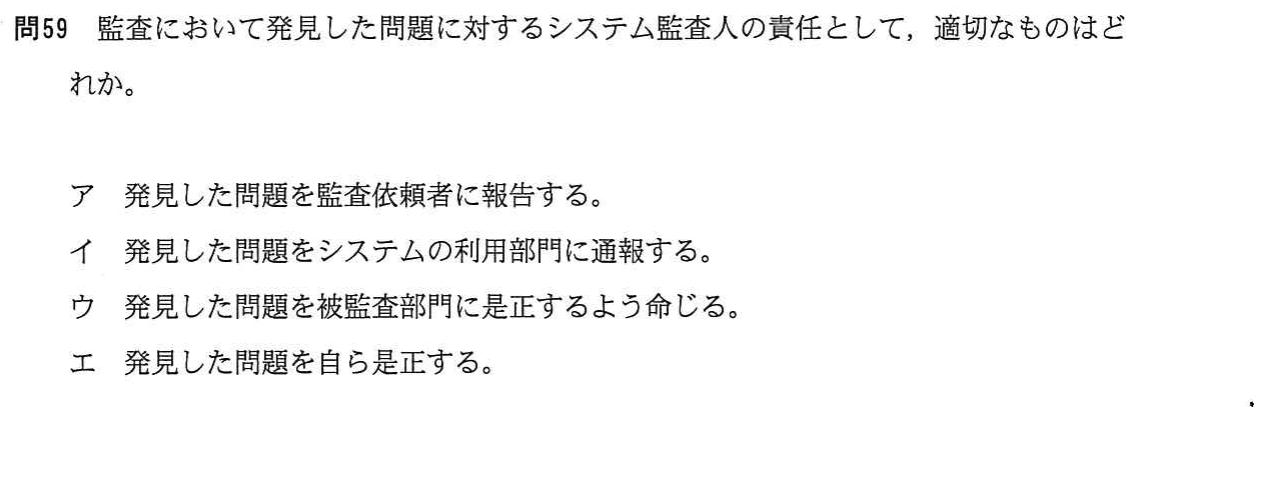 問59　監査において発見した問題に対するシステム監査人の責任として，適切なものはど
れか。
ア　発見した問題を監査依頼者に報告する。
イ　発見した問題をシステムの利用部門に通報する。
ウ　発見した問題を被監査部門に是正するよう命じる。
エ　発見した問題を自ら是正する。